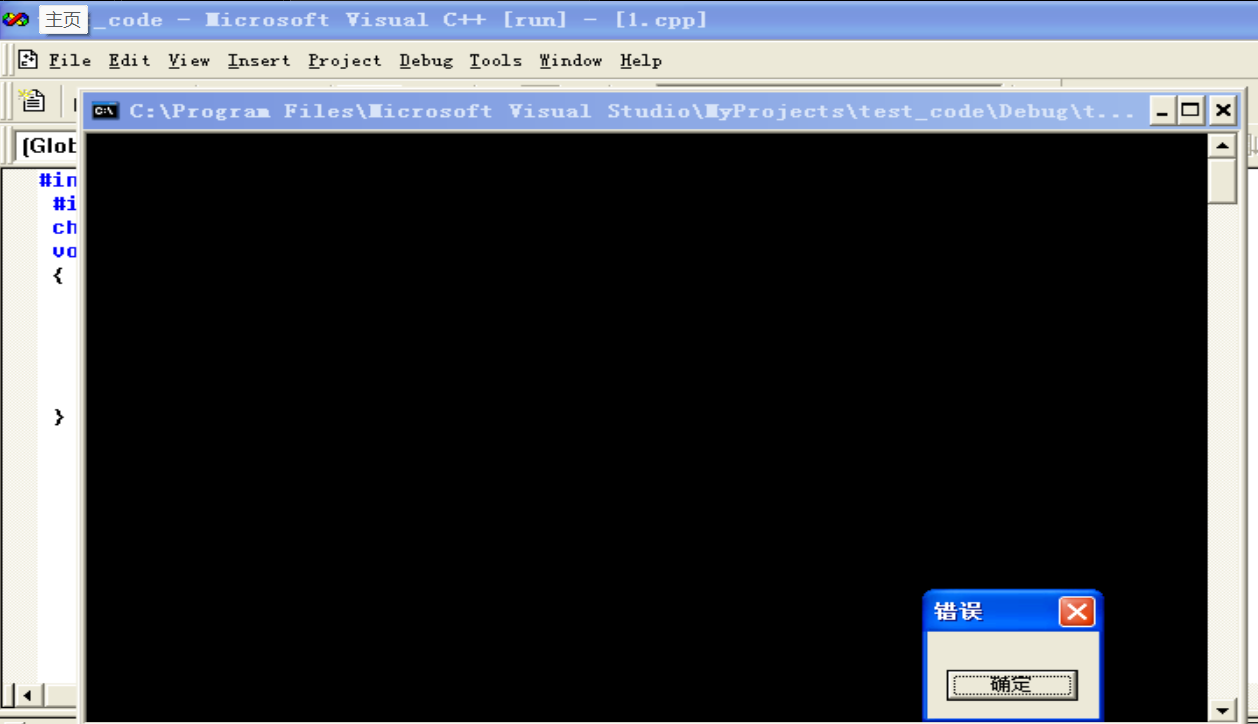 主页 _code - Microsoft Visual C++ [run] - [1.cpp]
File Edit View Insert Project Debug Tools Window Help
C:\Program Files\Microsoft Visual Studio\MyProjects\test_code\Debug\t...
(Glob
#in
#i
ch
vo
{
}
错误
确定